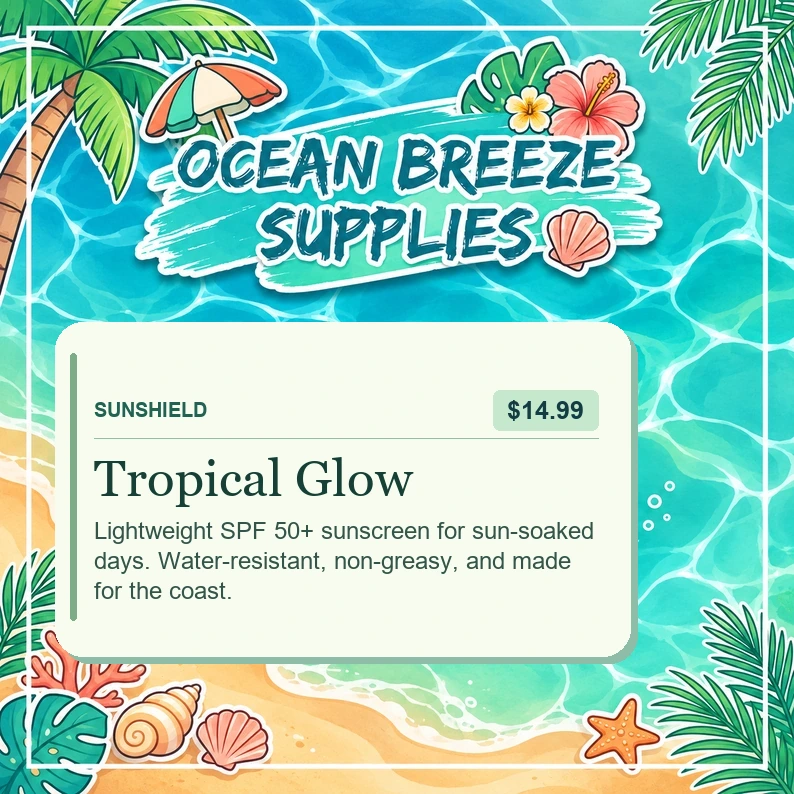 OCEAN BREEZE
SUPPLIES
SUNSHIELD
$14.99
Tropical Glow
Lightweight SPF 50+ sunscreen for sun-soaked
days. Water-resistant, non-greasy, and made
for the coast.